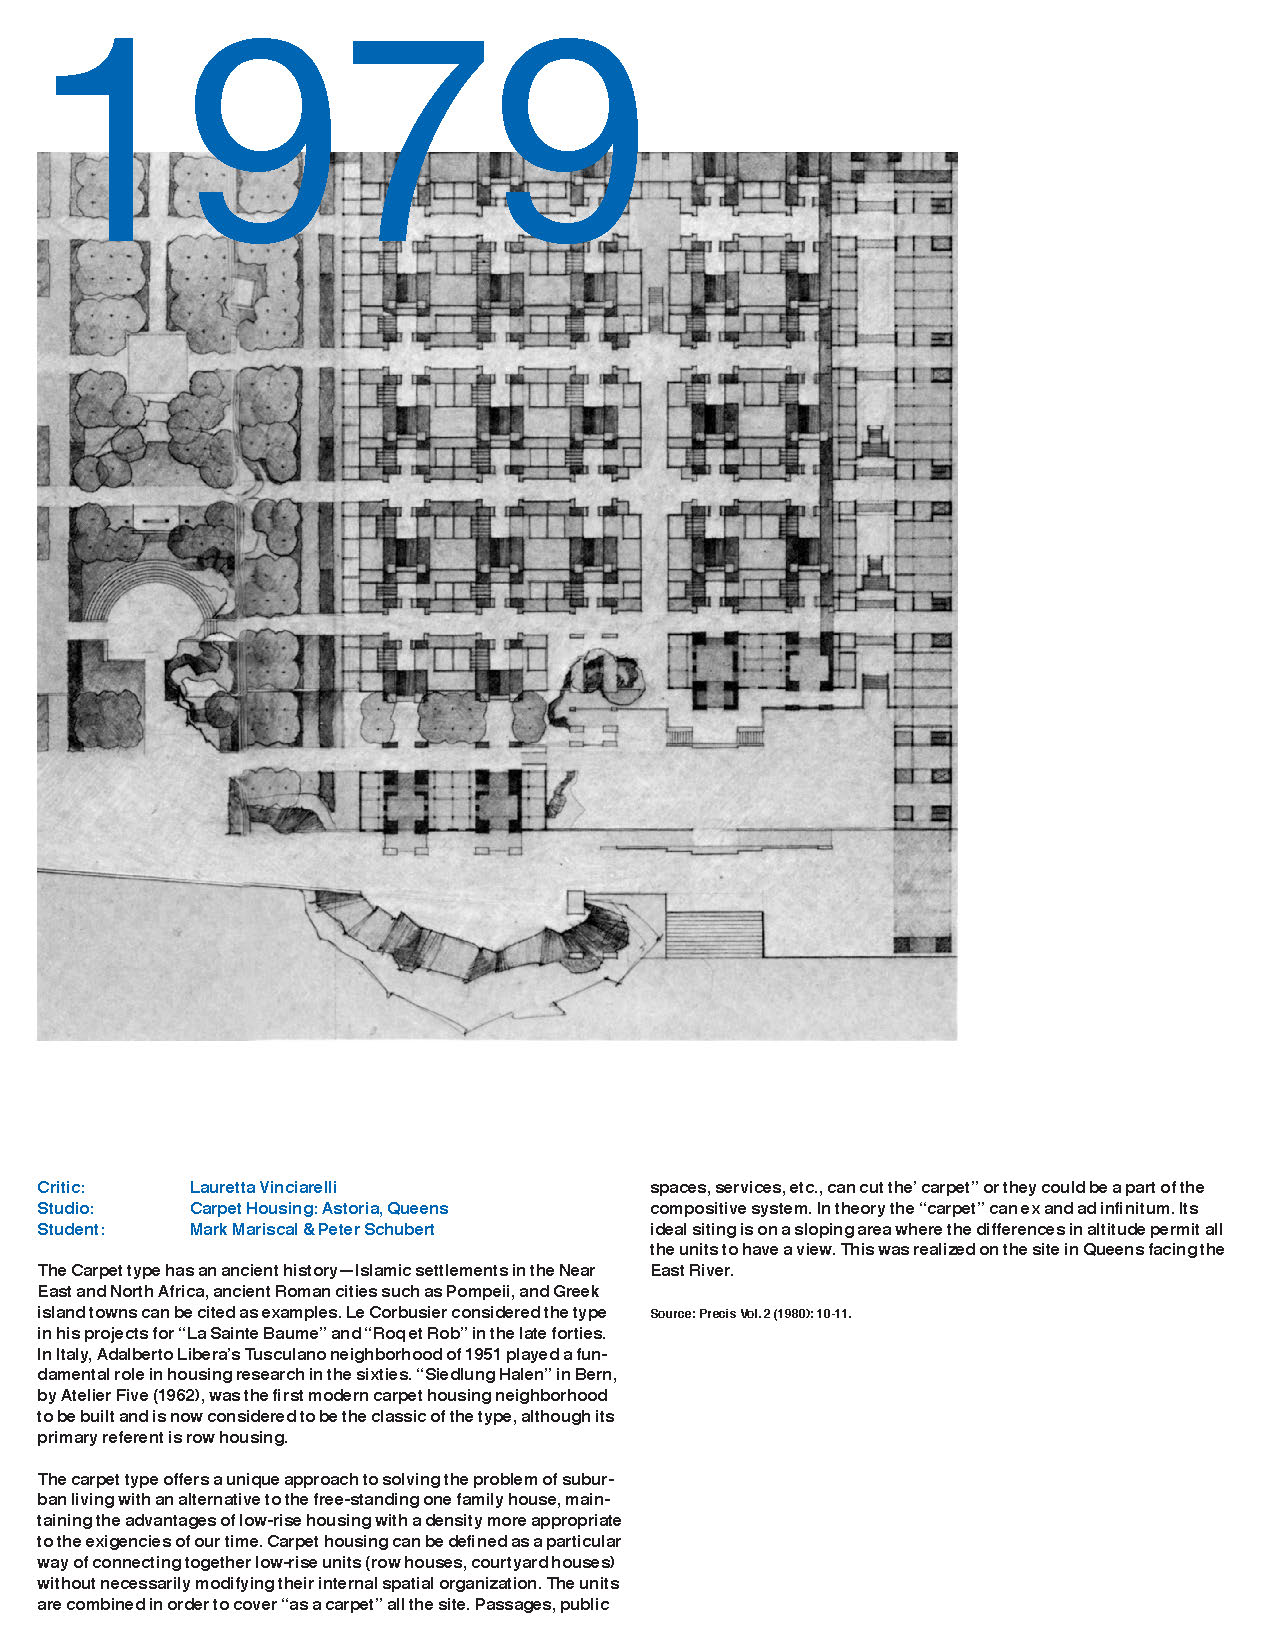 1979
Critic: Lauretta Vinciarelli
Studio: Carpet Housing: Astoria, Queens
Student: Mark Mariscal & Peter Schubert
The Carpet type has an ancient history—Islamic settlements in the Near
East and North Africa, ancient Roman cities such as Pompeii, and Greek
island towns can be cited as examples. Le Corbusier considered the type
in his projects for “La Sainte Baume” and “Roq et Rob” in the late forties.
In Italy, Adalberto Libera’s Tusculano neighborhood of 1951 played a fun-
damental role in housing research in the sixties. “Siedlung Halen” in Bern,
by Atelier Five (1962), was the first modern carpet housing neighborhood
to be built and is now considered to be the classic of the type, although its
primary referent is row housing.
The carpet type offers a unique approach to solving the problem of subur-
ban living with an alternative to the free-standing one family house, main-
taining the advantages of low-rise housing with a density more appropriate
to the exigencies of our time. Carpet housing can be defined as a particular
way of connecting together low-rise units (row houses, courtyard houses)
without necessarily modifying their internal spatial organization. The units
are combined in order to cover “as a carpet” all the site. Passages, public
spaces, services, etc., can cut the’ carpet” or they could be a part of the
compositive system. In theory the “carpet” can ex and ad infinitum. Its
ideal siting is on a sloping area where the differences in altitude permit all
the units to have a view. This was realized on the site in Queens facing the
East River.
Source: Precis Vol. 2 (1980): 10-11.